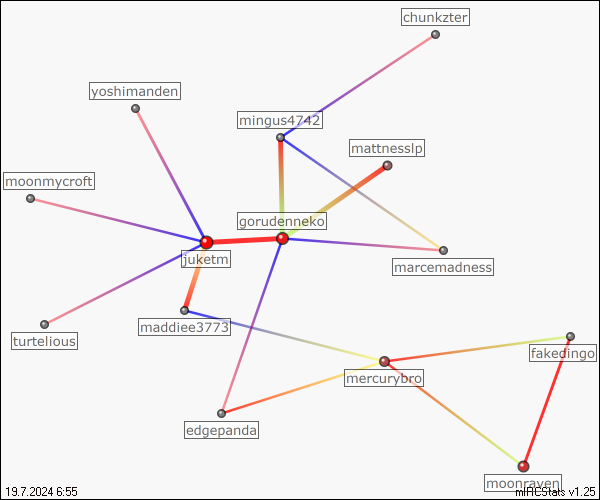 chunkzter
yoshimanden
mingus4742
mattnesslp
moonmycroft
gorudenneko
juketm
marcemadness
maddiee3773
turtelious
fakedingo
mercurybro
edgepanda
moonraven
19.7.2024 6:55
mIRCStats v1.25